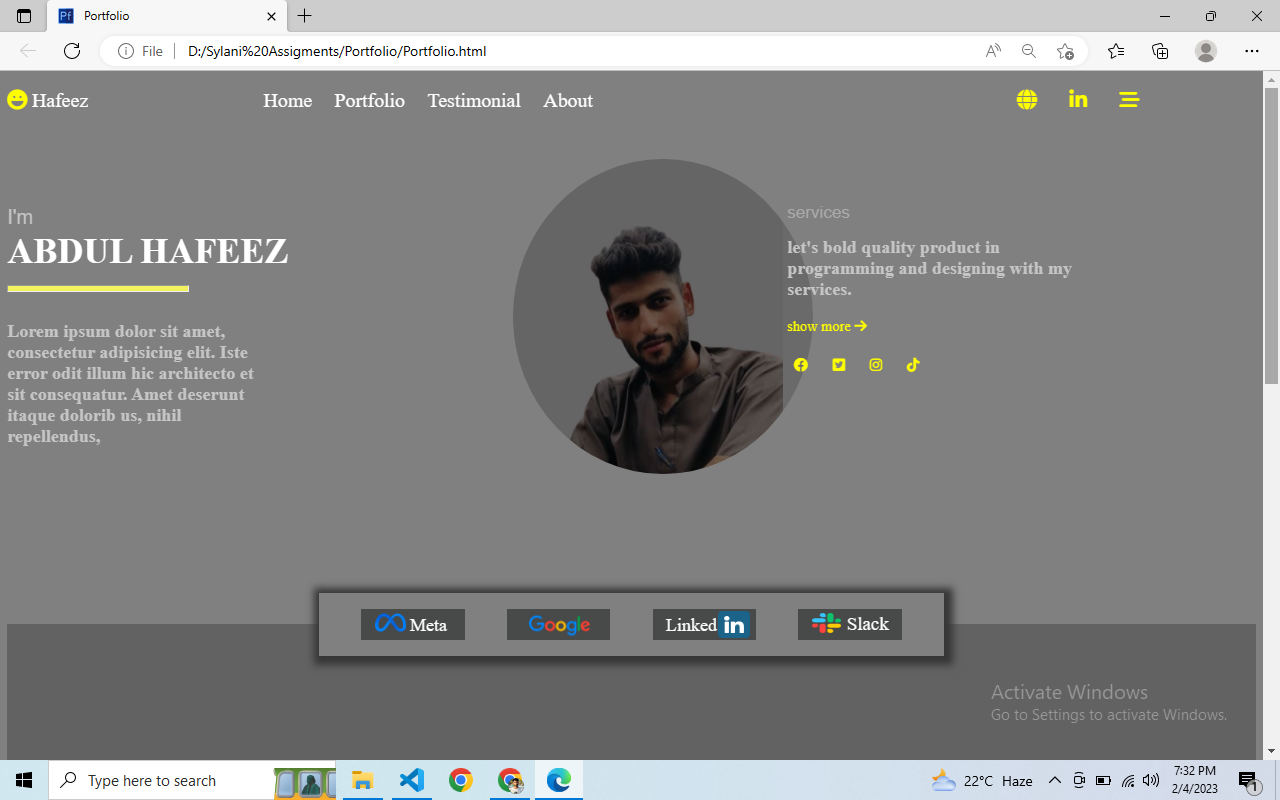 Pf Portfolio
File D:/Sylani%20Assigments/Portfolio/Portfolio.html
Hafeez Home Portfolio Testimonial About in
I'm
ABDUL HAFEEZ
Lorem ipsum dolor sit amet,
consectetur adipisicing elit. Iste
error odit illum hic architecto et
sit consequatur. Amet deserunt
itaque dolorib us, nihil
repellendus,
services
let's bold quality product in
programming and designing with my
services.
show more
Meta Google Linked in Slack
Activate Windows
Go to Settings to activate Windows.
Type here to search
22°C Haze
7:32 PM
2/4/2023
1